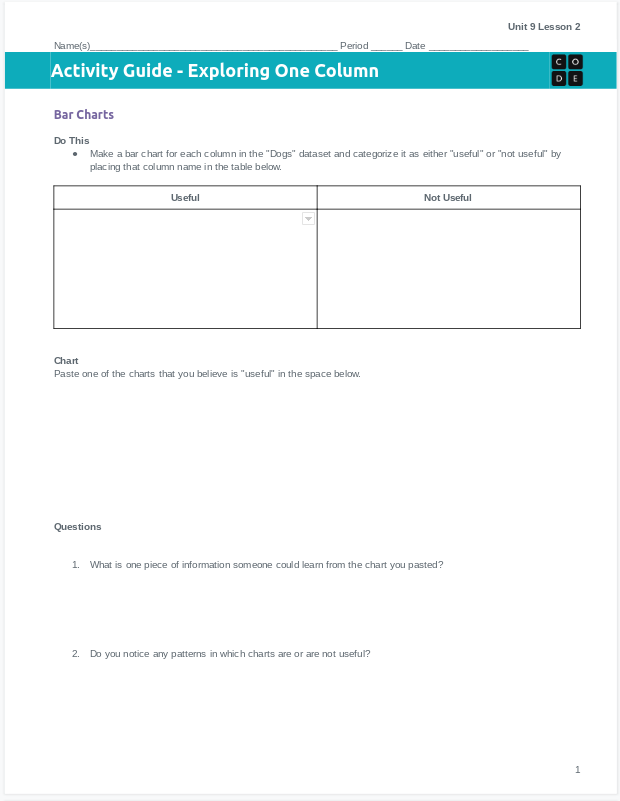 Unit 9 Lesson 2
Name(s)_____________________________________________ Period ______ Date __________________
Activity Guide - Exploring One Column
C O
D E
Bar Charts
Do This
● Make a bar chart for each column in the "Dogs" dataset and categorize it as either "useful" or "not useful" by
placing that column name in the table below.
Useful Not Useful
Chart
Paste one of the charts that you believe is "useful" in the space below.
Questions
1. What is one piece of information someone could learn from the chart you pasted?
2. Do you notice any patterns in which charts are or are not useful?
1